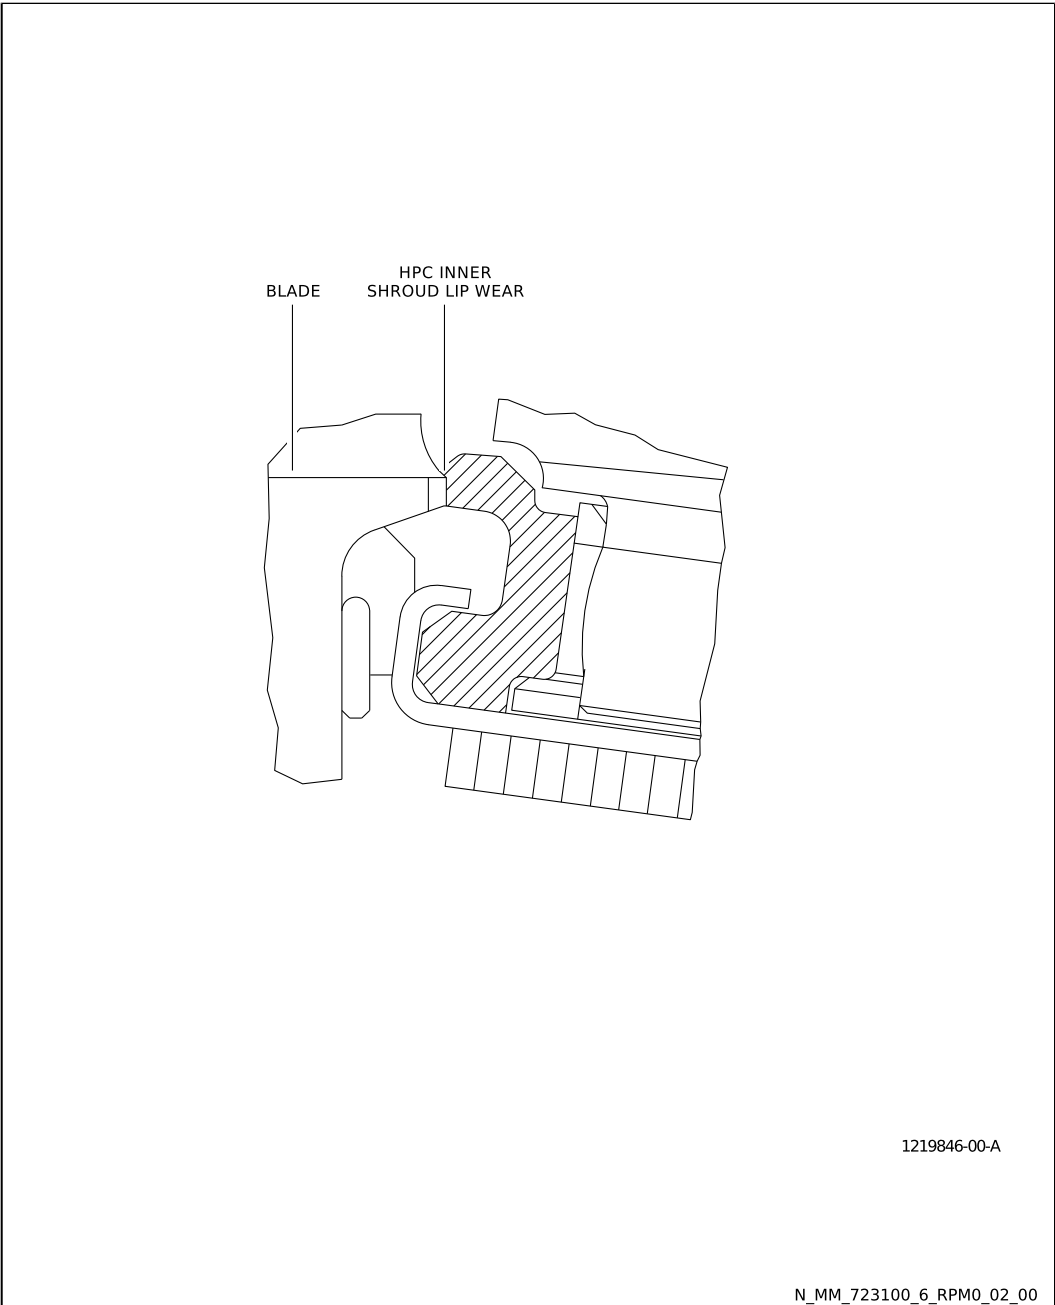 HPC INNER
BLADE
SHROUD LIP WEAR
1219846-00-A
N_MM_723100_6_RPM0_02_00